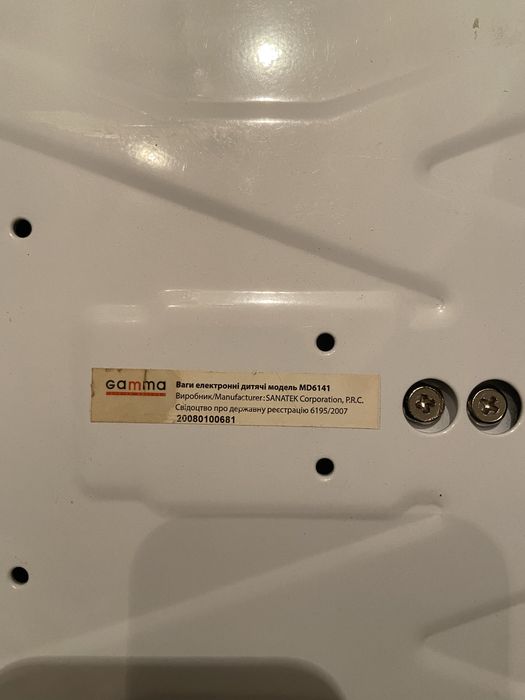 GAMMA
Ваги електронні дитячі модель MD6141
Виробник/Manufacturer: SANATEK Corporation, P.R.C.
Свідоцтво про державну реєстрацію 6195/2007
20080100681